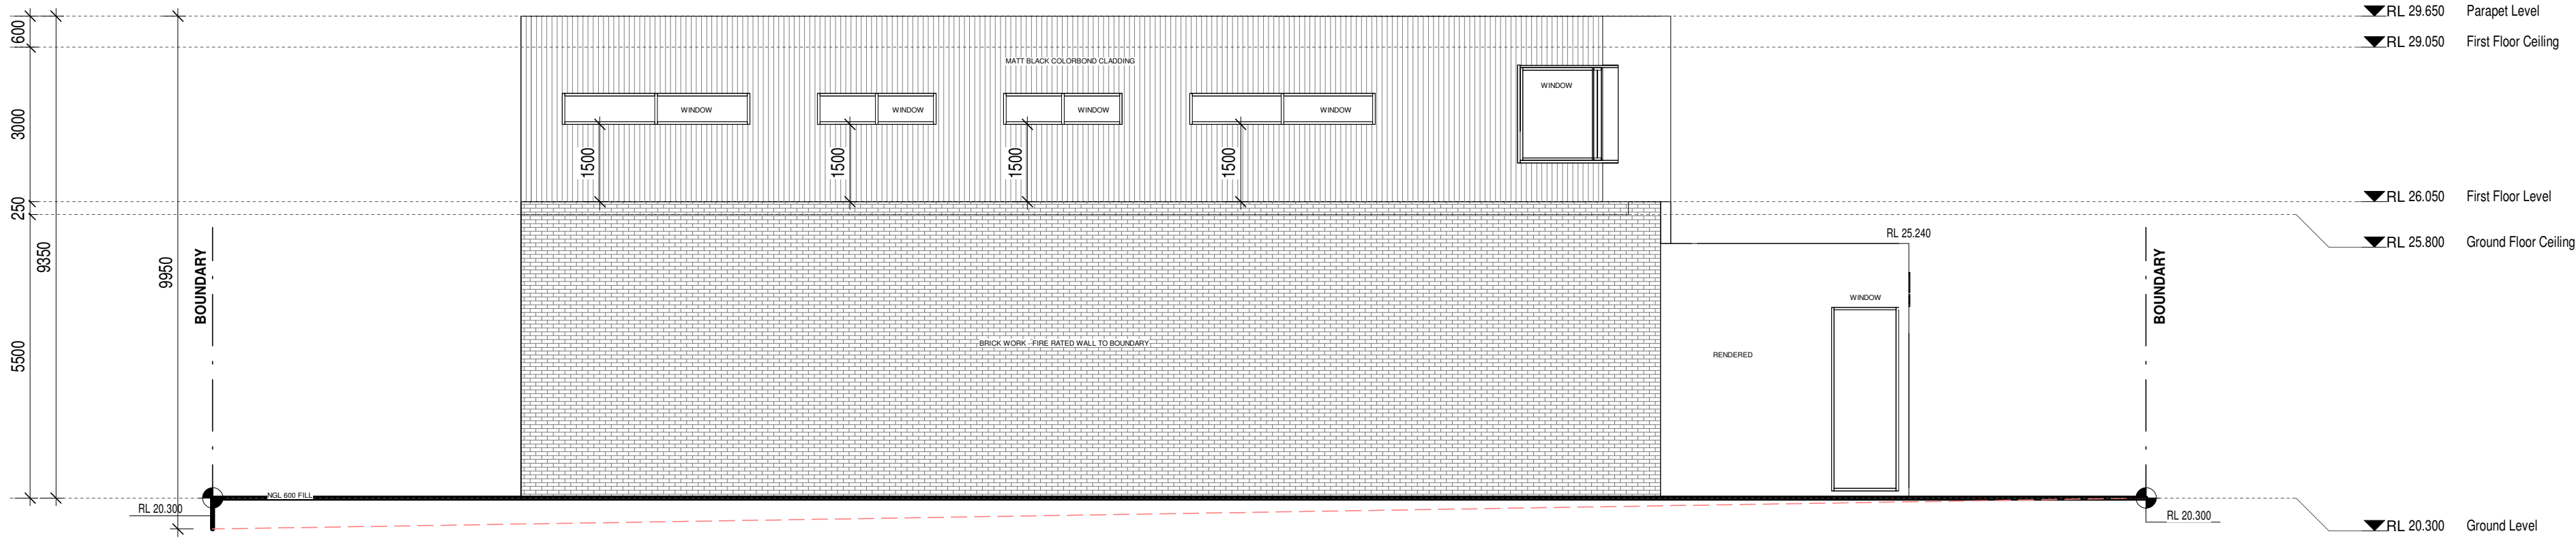 RL 29.650 Parapet Level
600
RL 29.050 First Floor Ceiling
MATT BLACK COLORBOND CLADDING
WINDOW
WINDOW
WINDOW
WINDOW
WINDOW
3000
1500
1500
1500
1500
RL 26.050 First Floor Level
250
RL 25.240
RL 25.800 Ground Floor Ceiling
9350
9950
BOUNDARY
BOUNDARY
WINDOW
5500
BRICK WORK - FIRE RATED WALL TO BOUNDARY
RENDERED
NGL 600 FILL
RL 20.300
RL 20.300
RL 20.300 Ground Level